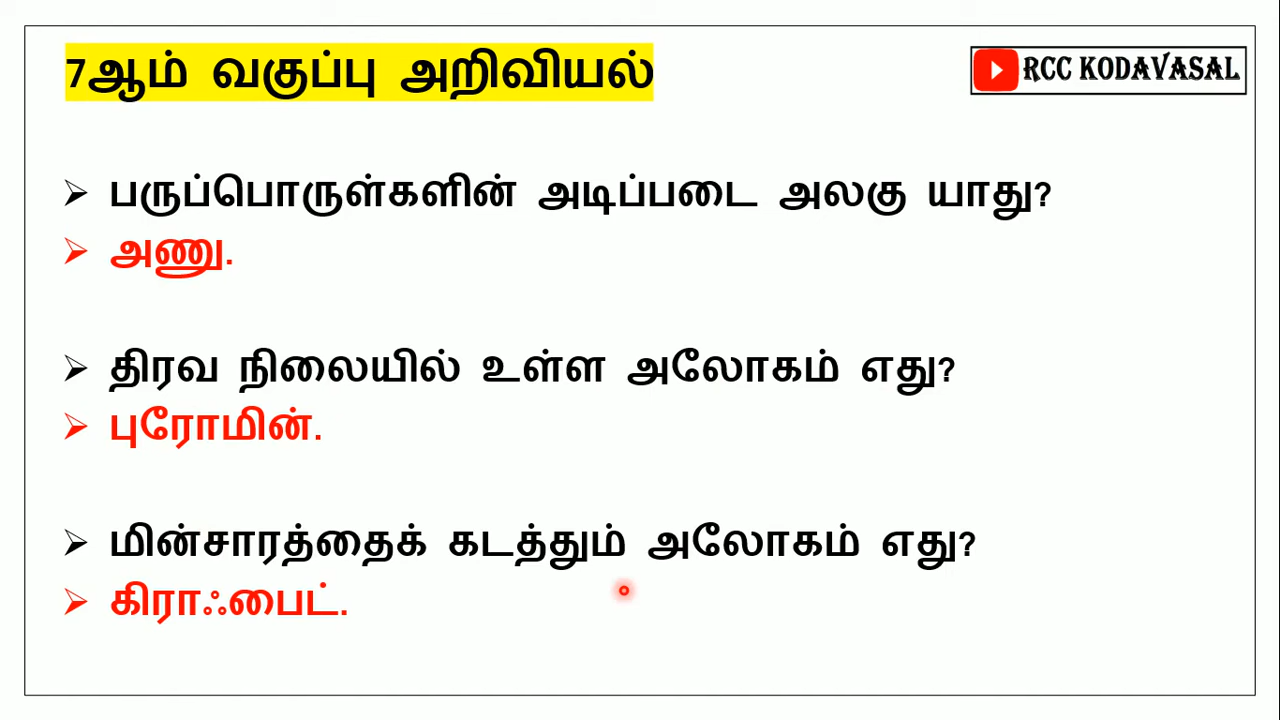 7ஆம் வகுப்பு அறிவியல்
RCC KODAVASAL
பருப்பொருள்களின் அடிப்படை அலகு யாது?
அணு.
திரவ நிலையில் உள்ள அலோகம் எது?
புரோமின்.
மின்சாரத்தைக் கடத்தும் அலோகம் எது?
கிராஃபைட்.